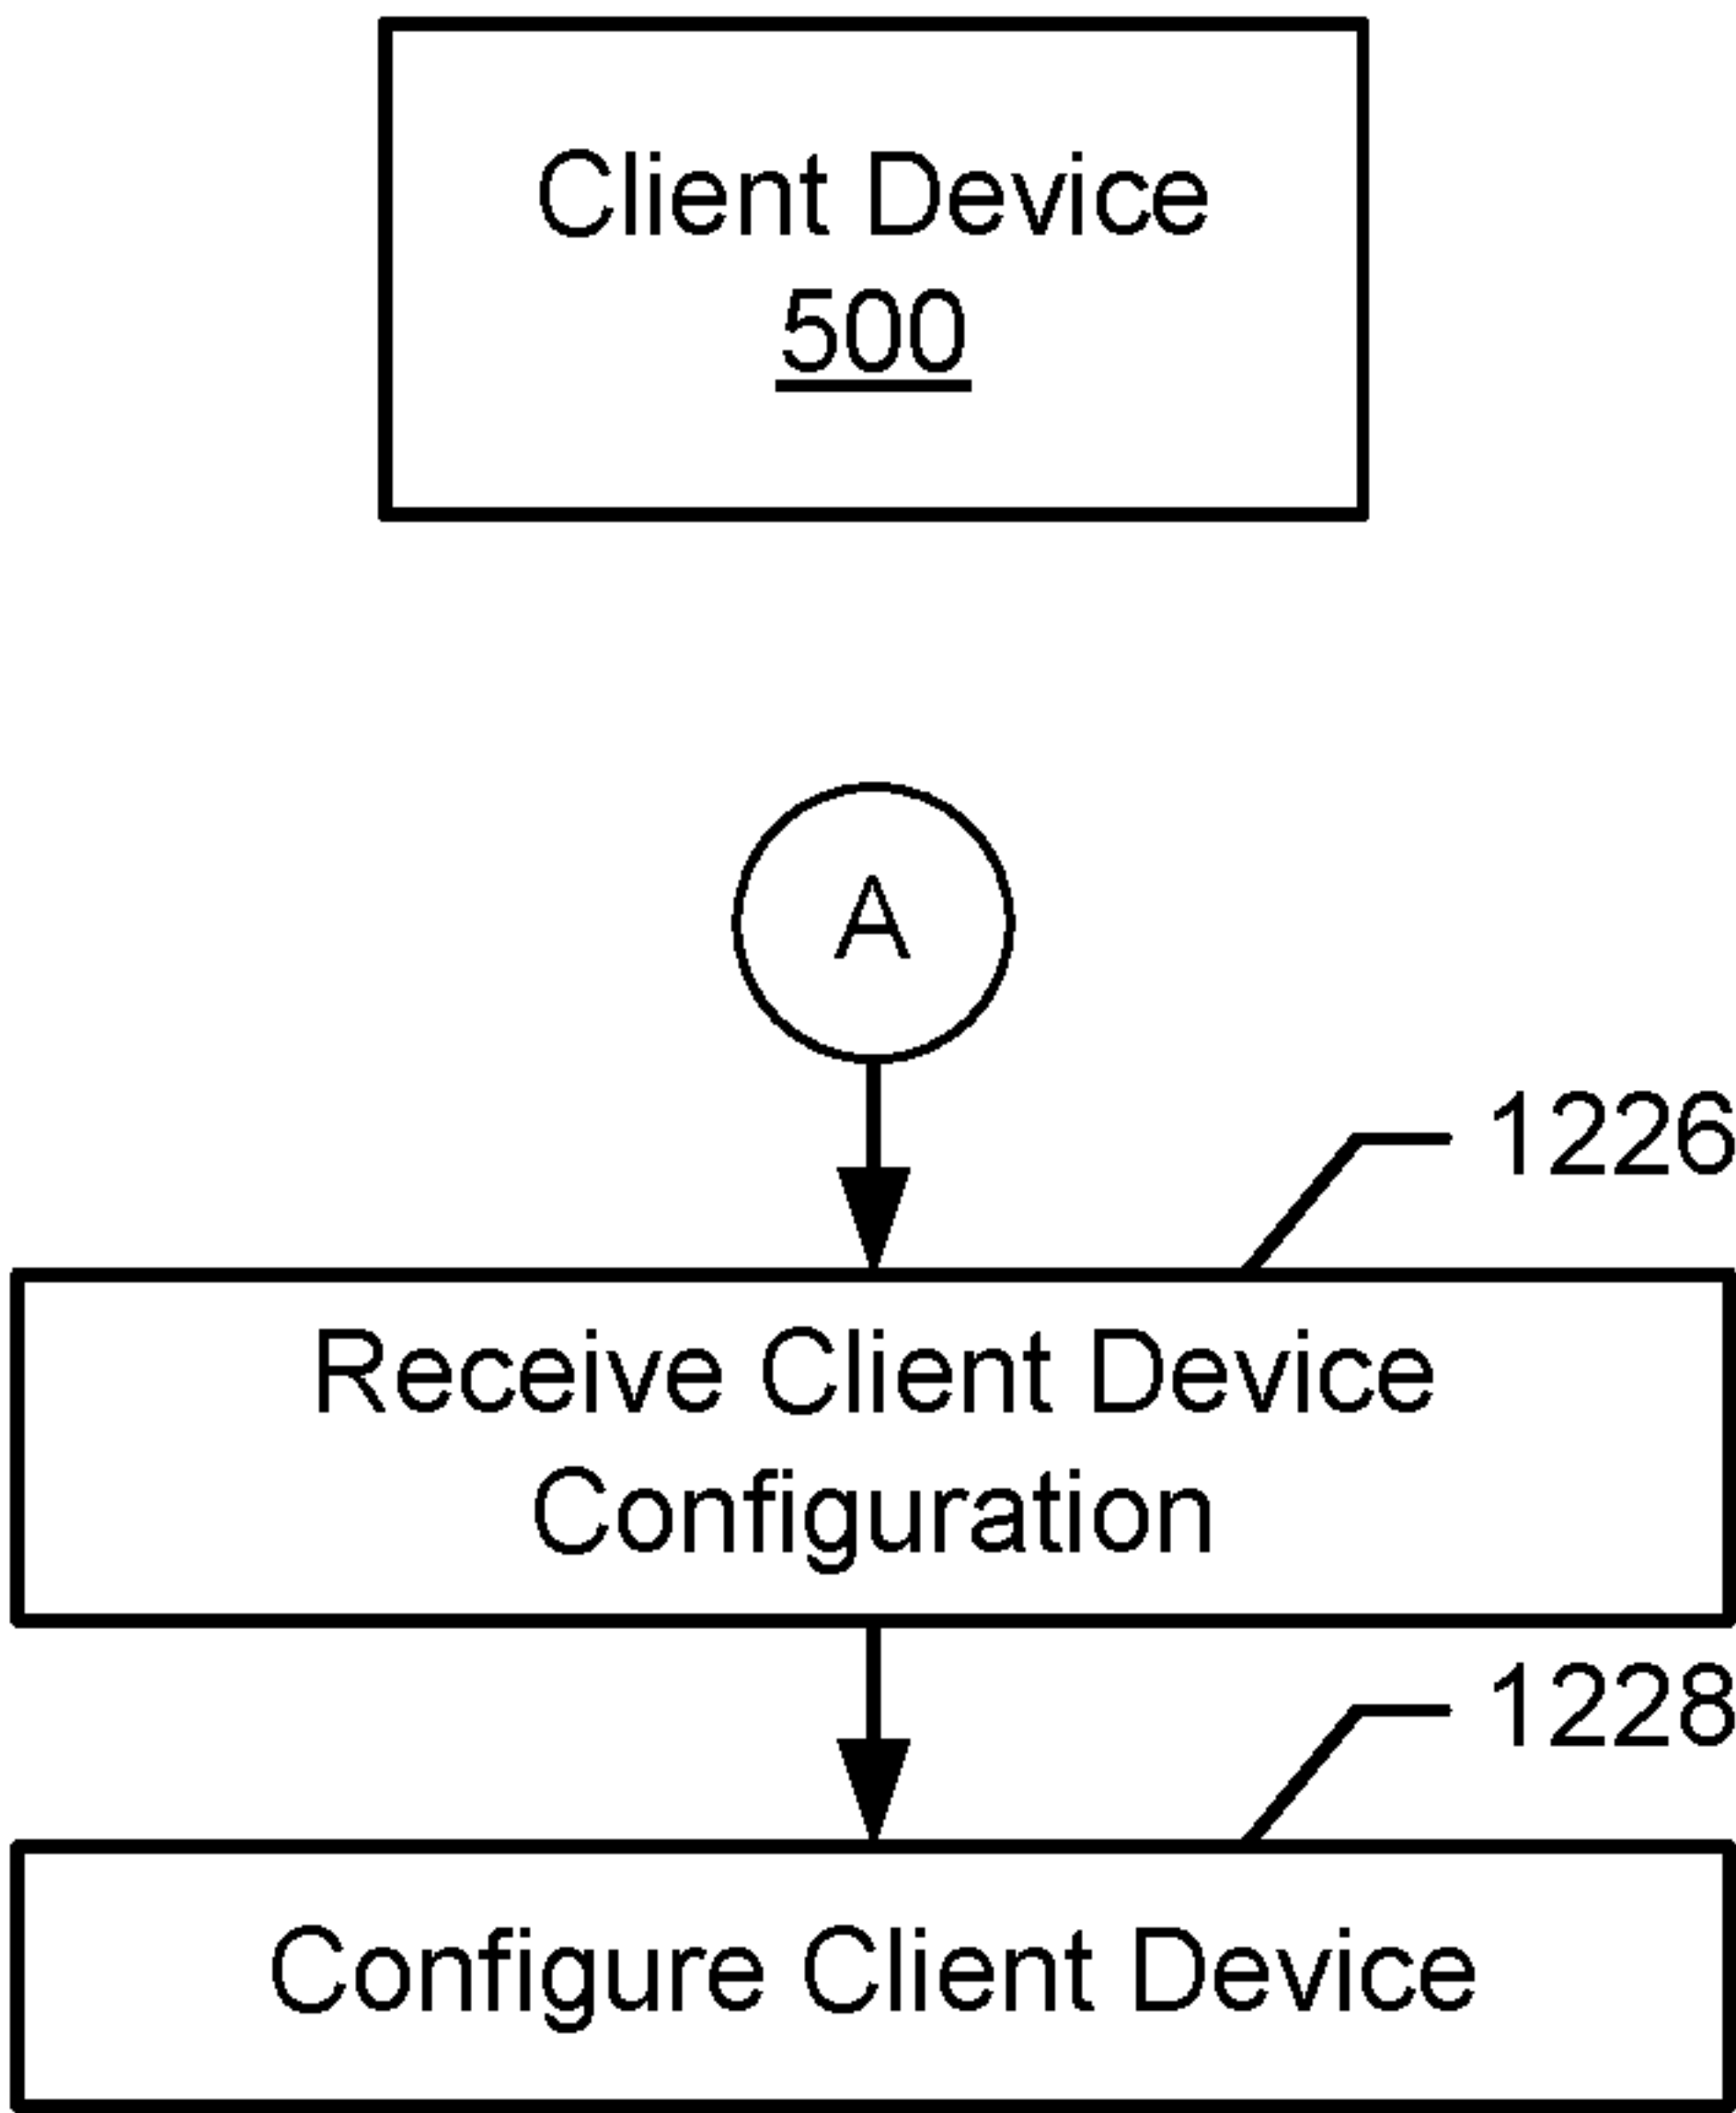 Client Device
500
A
1226
Receive Client Device
Configuration
1228
Configure Client Device